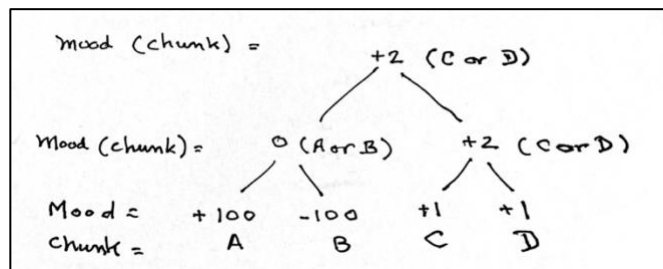 Mood (chunk) = +2 (C or D)
Mood (chunk) = 0 (A or B) +2 (C or D)
Mood = +100 -100 +1 +1
Chunk = A B C D